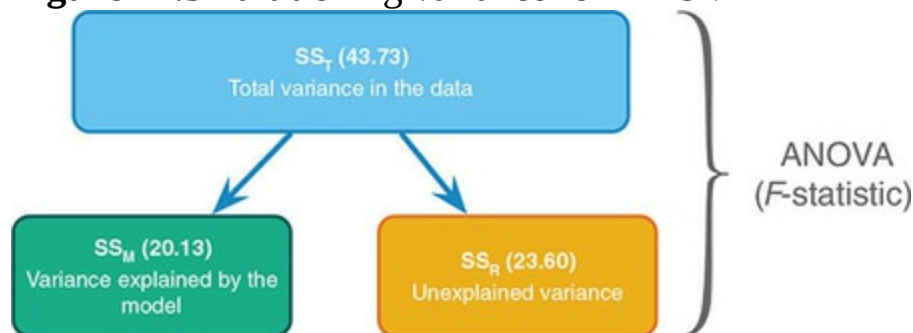 SS_T (43.73)
Total variance in the data
ANOVA
(F-statistic)
SS_M (20.13)
Variance explained by the
model
SS_R (23.60)
Unexplained variance